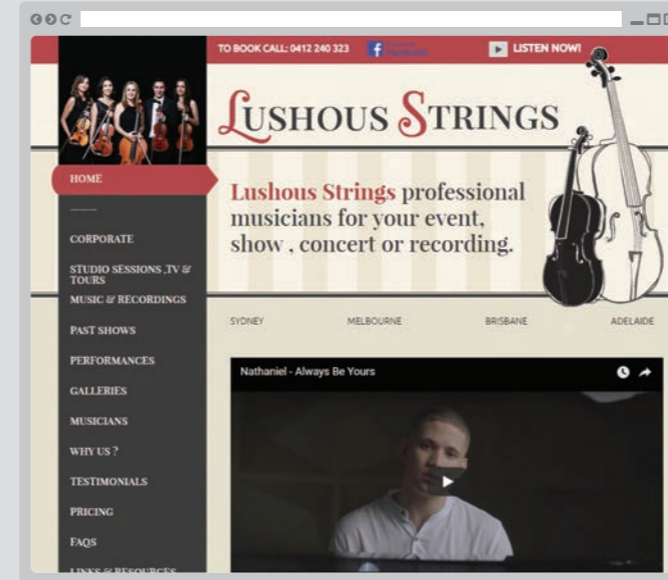 TO BOOK CALL: 0412 240 323
LISTEN NOW!
LUSHOUS STRINGS
Lushous Strings professional
musicians for your event,
show , concert or recording.
HOME
CORPORATE
STUDIO SESSIONS ,TV &
TOURS
MUSIC & RECORDINGS
PAST SHOWS
PERFORMANCES
GALLERIES
MUSICIANS
WHY US ?
TESTIMONIALS
PRICING
FAQS
LINKS & RESOURCES
SYDNEY
MELBOURNE
BRISBANE
ADELAIDE
Nathaniel - Always Be Yours